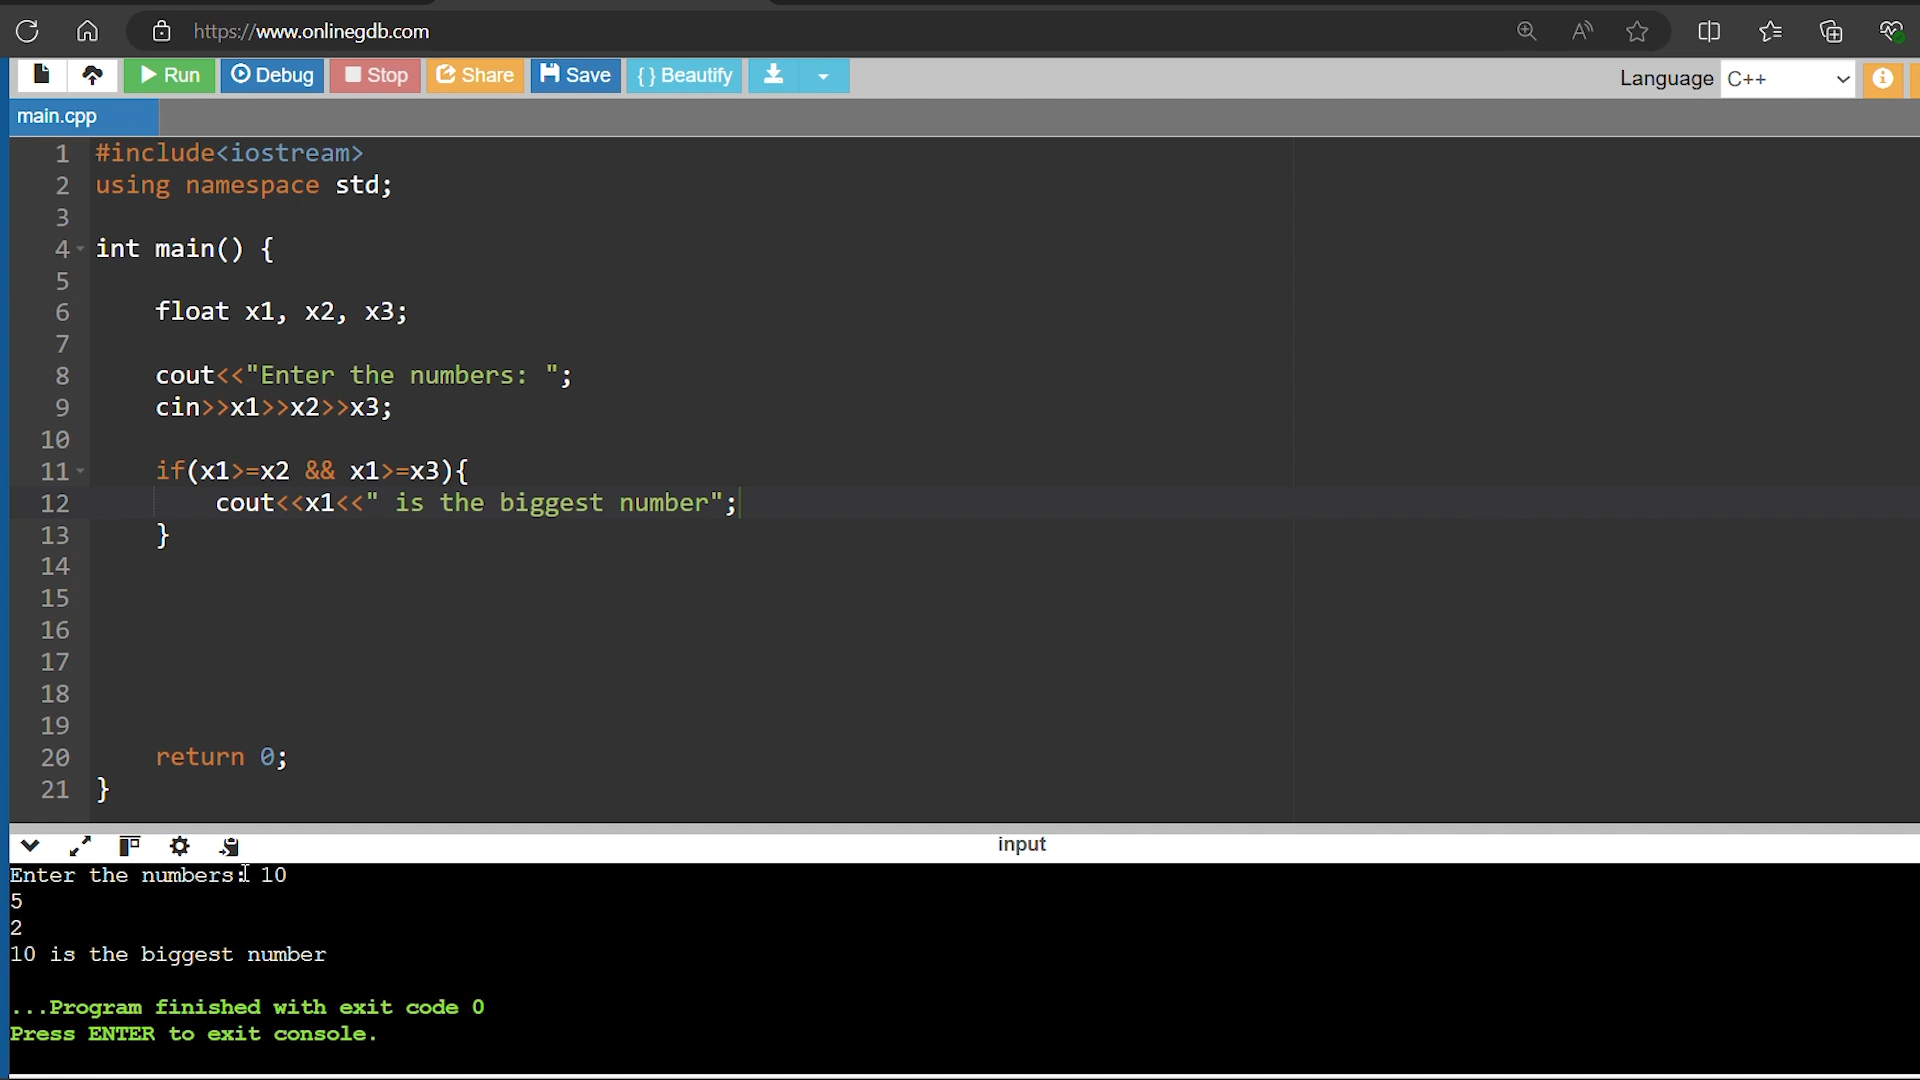 https://www.onlinegdb.com
Run Debug Stop Share Save {} Beautify Language C++
main.cpp
1 #include<iostream>
2 using namespace std;
3
4 int main() {
5
6     float x1, x2, x3;
7
8     cout<<"Enter the numbers: ";
9     cin>>x1>>x2>>x3;
10
11     if(x1>=x2 && x1>=x3){
12         cout<<x1<<" is the biggest number";
13     }
14
15
16
17
18
19
20     return 0;
21 }
input
Enter the numbers: 10
5
2
10 is the biggest number
...Program finished with exit code 0
Press ENTER to exit console.